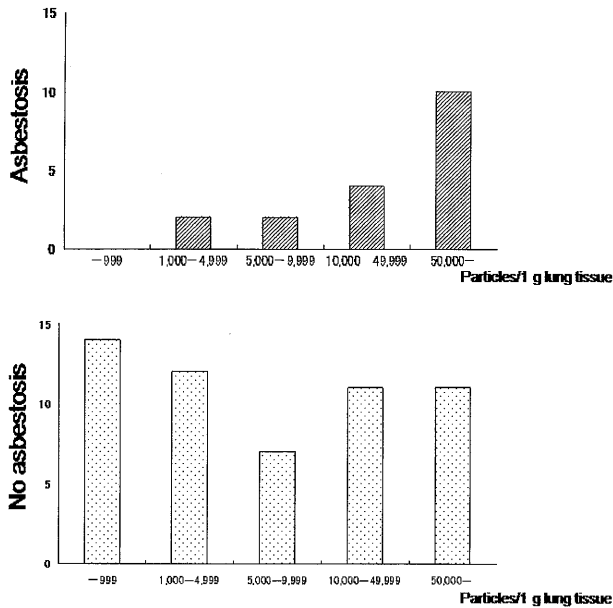 15
10
5
0
Asbestosis
－999 1,000－4,999 5,000－9,999 10,000 49,999 50,000－
Particles/1 g lung tissue
15
10
5
0
No asbestosis
－999 1,000－4,999 5,000－9,999 10,000－49,999 50,000－
Particles/1 g lung tissue